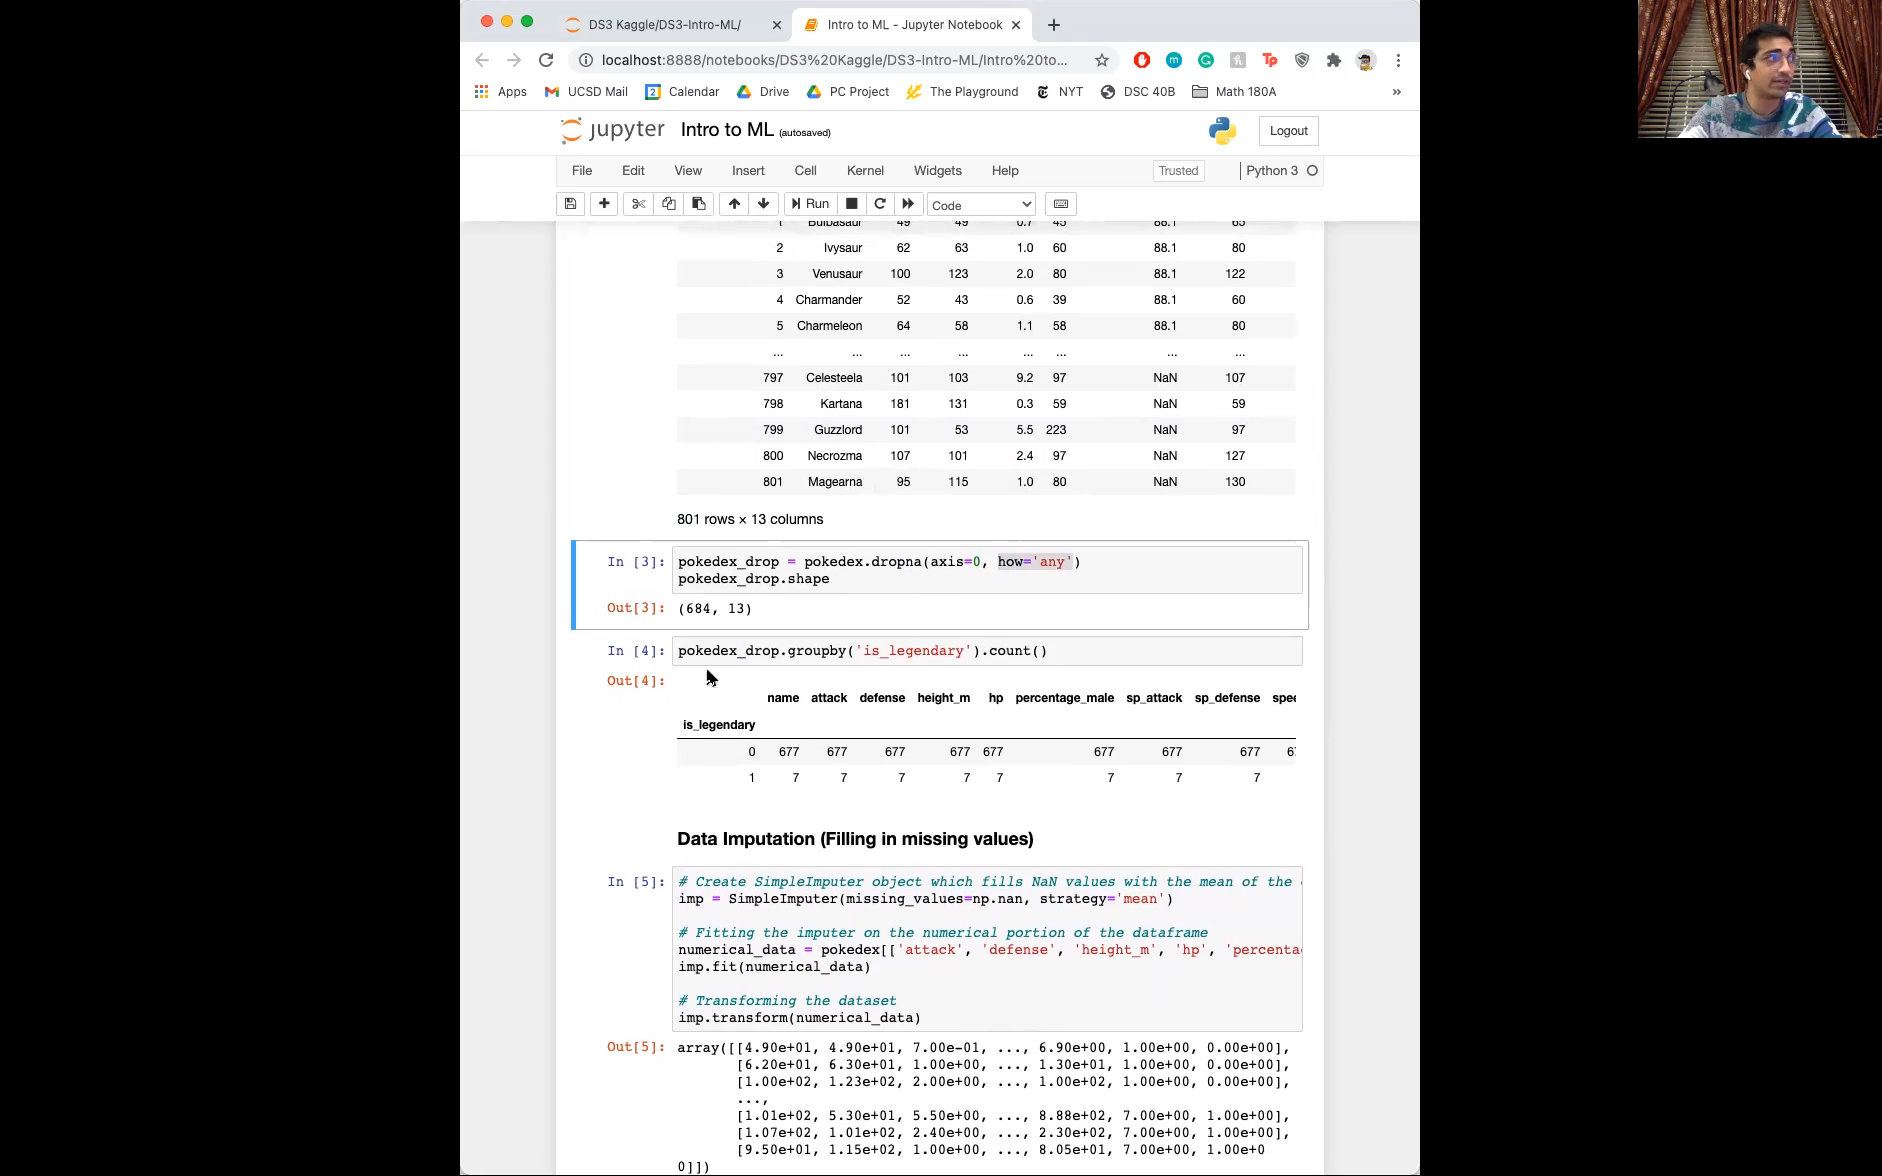 DS3 Kaggle/DS3-Intro-ML/
Intro to ML - Jupyter Notebook
localhost:8888/notebooks/DS3%20Kaggle/DS3-Intro-ML/Intro%20to...
Apps UCSD Mail Calendar Drive PC Project The Playground NYT DSC 40B Math 180A »
jupyter Intro to ML (autosaved) Logout
File Edit View Insert Cell Kernel Widgets Help Trusted Python 3
Run Code
1 Bulbasaur 49 49 0.7 45 88.1 65
2 Ivysaur 62 63 1.0 60 88.1 80
3 Venusaur 100 123 2.0 80 88.1 122
4 Charmander 52 43 0.6 39 88.1 60
5 Charmeleon 64 58 1.1 58 88.1 80
... ... ... ... ... ... ... ...
797 Celesteela 101 103 9.2 97 NaN 107
798 Kartana 181 131 0.3 59 NaN 59
799 Guzzlord 101 53 5.5 223 NaN 97
800 Necrozma 107 101 2.4 97 NaN 127
801 Magearna 95 115 1.0 80 NaN 130
801 rows × 13 columns
In [3]: pokedex_drop = pokedex.dropna(axis=0, how='any')
pokedex_drop.shape
Out[3]: (684, 13)
In [4]: pokedex_drop.groupby('is_legendary').count()
Out[4]:
name attack defense height_m hp percentage_male sp_attack sp_defense spee
is_legendary
0 677 677 677 677 677 677 677 677 67
1 7 7 7 7 7 7 7 7
Data Imputation (Filling in missing values)
In [5]: # Create SimpleImputer object which fills NaN values with the mean of the
imp = SimpleImputer(missing_values=np.nan, strategy='mean')
# Fitting the imputer on the numerical portion of the dataframe
numerical_data = pokedex[['attack', 'defense', 'height_m', 'hp', 'percenta
imp.fit(numerical_data)
# Transforming the dataset
imp.transform(numerical_data)
Out[5]: array([[4.90e+01, 4.90e+01, 7.00e-01, ..., 6.90e+00, 1.00e+00, 0.00e+00],
[6.20e+01, 6.30e+01, 1.00e+00, ..., 1.30e+01, 1.00e+00, 0.00e+00],
[1.00e+02, 1.23e+02, 2.00e+00, ..., 1.00e+02, 1.00e+00, 0.00e+00],
...,
[1.01e+02, 5.30e+01, 5.50e+00, ..., 8.88e+02, 7.00e+00, 1.00e+00],
[1.07e+02, 1.01e+02, 2.40e+00, ..., 2.30e+02, 7.00e+00, 1.00e+00],
[9.50e+01, 1.15e+02, 1.00e+00, ..., 8.05e+01, 7.00e+00, 1.00e+0
0]])